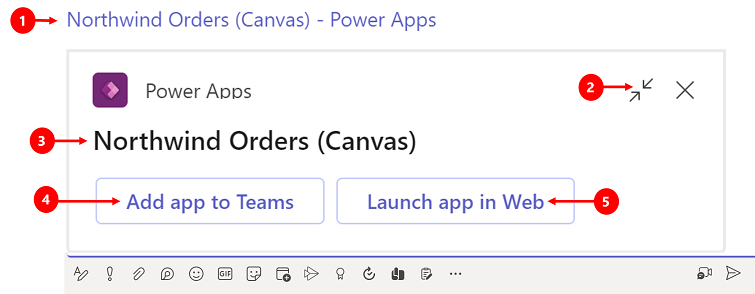 1 Northwind Orders (Canvas) - Power Apps
Power Apps 2
3 Northwind Orders (Canvas)
4 Add app to Teams Launch app in Web 5
GIF